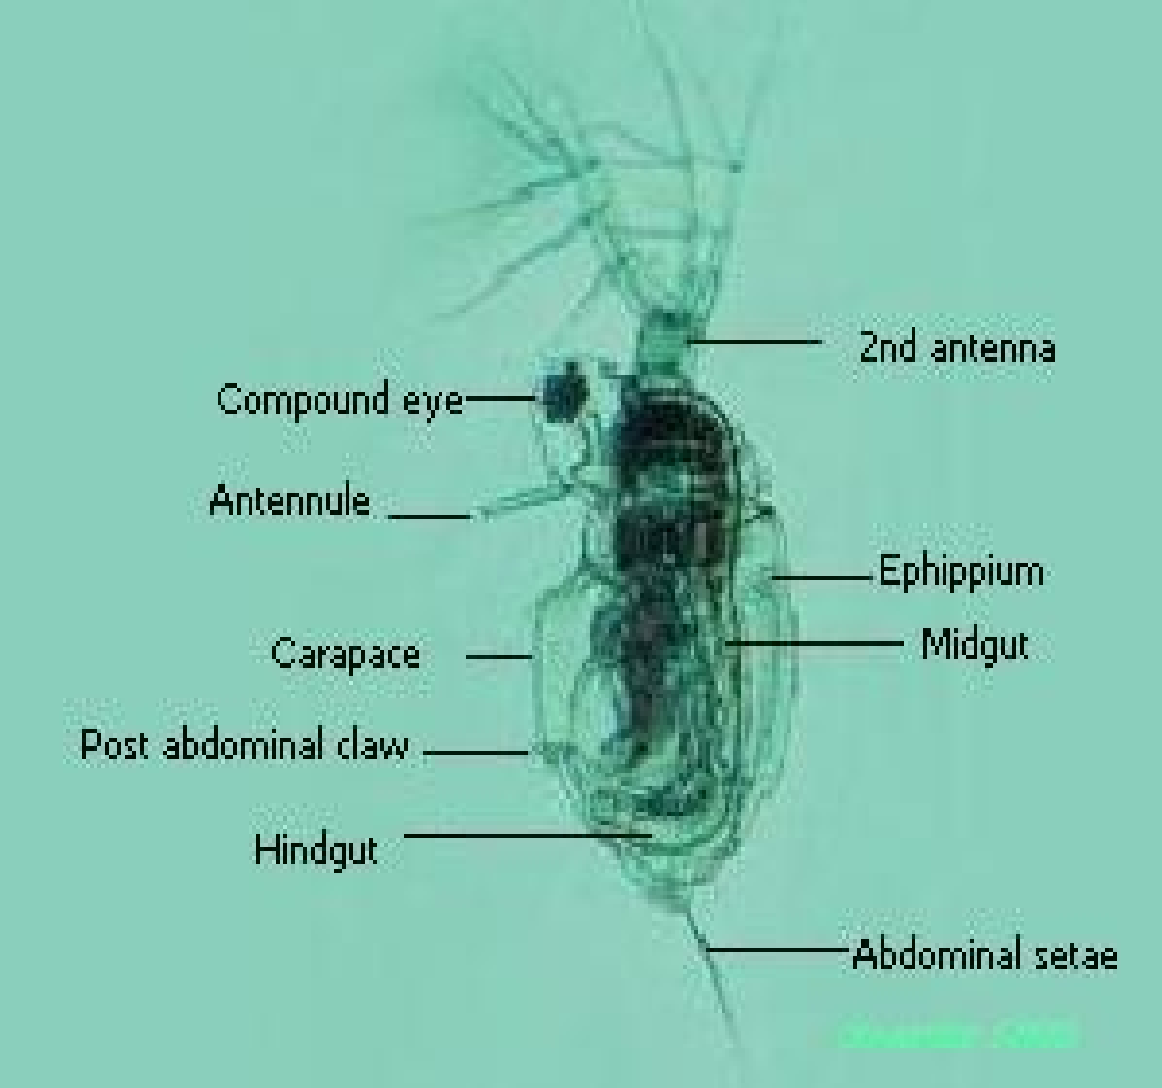 2nd antenna
Compound eye
Antennule
Ephippium
Midgut
Carapace
Post abdominal claw
Hindgut
Abdominal setae